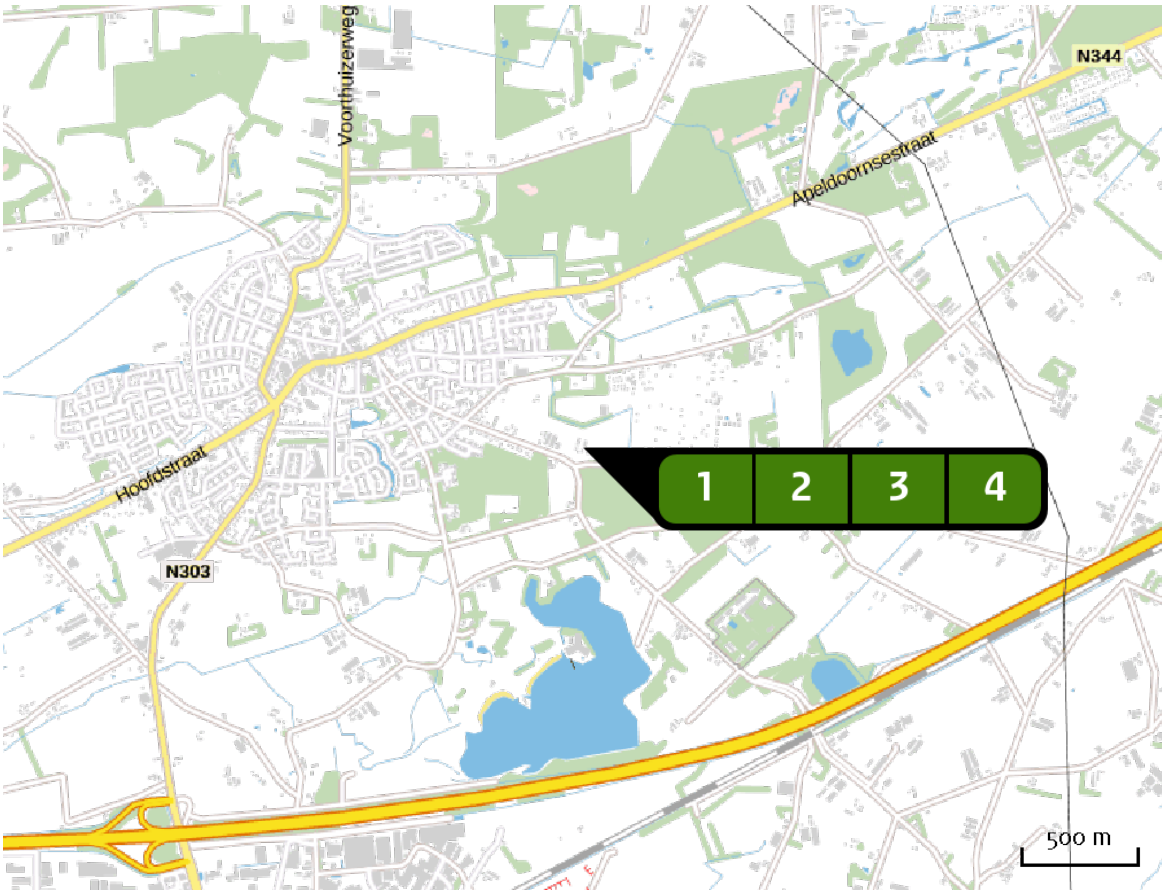 N344
Voorthuizerweg
Apeldoornsestraat
Hoofdstraat
1 2 3 4
N303
500 m